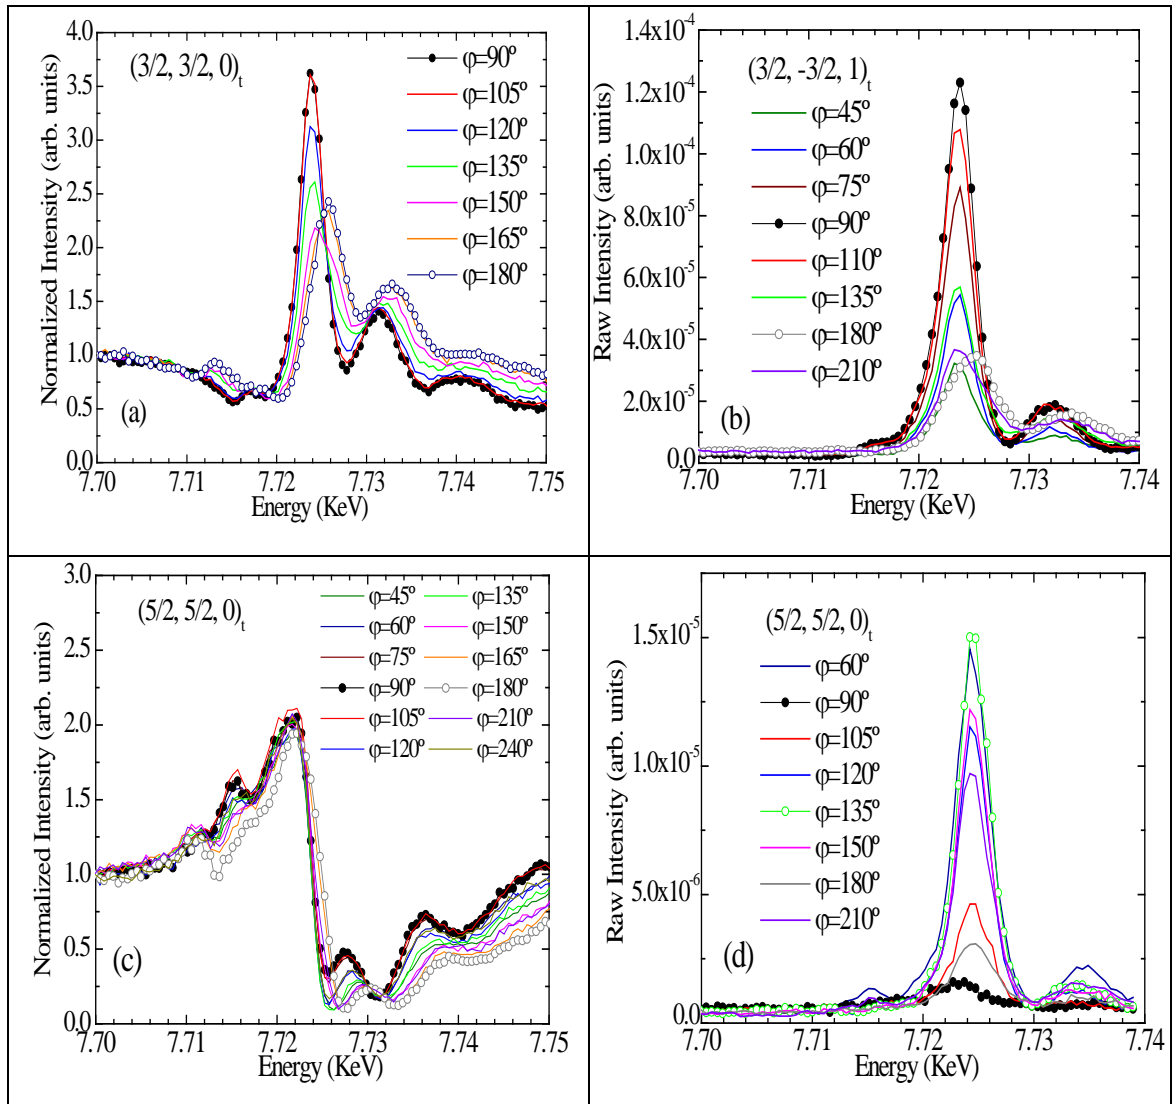 4.0
3.5
3.0
2.5
2.0
1.5
1.0
0.5
0.0
Normalized Intensity (arb. units)
(3/2, 3/2, 0)t
φ=90º
φ=105º
φ=120º
φ=135º
φ=150º
φ=165º
φ=180º
(a)
7.70 7.71 7.72 7.73 7.74 7.75
Energy (KeV)
1.4x10-4
1.2x10-4
1.0x10-4
8.0x10-5
6.0x10-5
4.0x10-5
2.0x10-5
0.0
Raw Intensity (arb. units)
(3/2, -3/2, 1)t
φ=45º
φ=60º
φ=75º
φ=90º
φ=110º
φ=135º
φ=180º
φ=210º
(b)
7.70 7.71 7.72 7.73 7.74
Energy (KeV)
3.0
2.5
2.0
1.5
1.0
0.5
0.0
Normalized Intensity (arb. units)
(5/2, 5/2, 0)t
φ=45º φ=135º
φ=60º φ=150º
φ=75º φ=165º
φ=90º φ=180º
φ=105º φ=210º
φ=120º φ=240º
(c)
7.70 7.71 7.72 7.73 7.74 7.75
Energy (KeV)
1.5x10-5
1.0x10-5
5.0x10-6
0.0
Raw Intensity (arb. units)
(5/2, 5/2, 0)t
φ=60º
φ=90º
φ=105º
φ=120º
φ=135º
φ=150º
φ=180º
φ=210º
(d)
7.70 7.71 7.72 7.73 7.74
Energy (KeV)